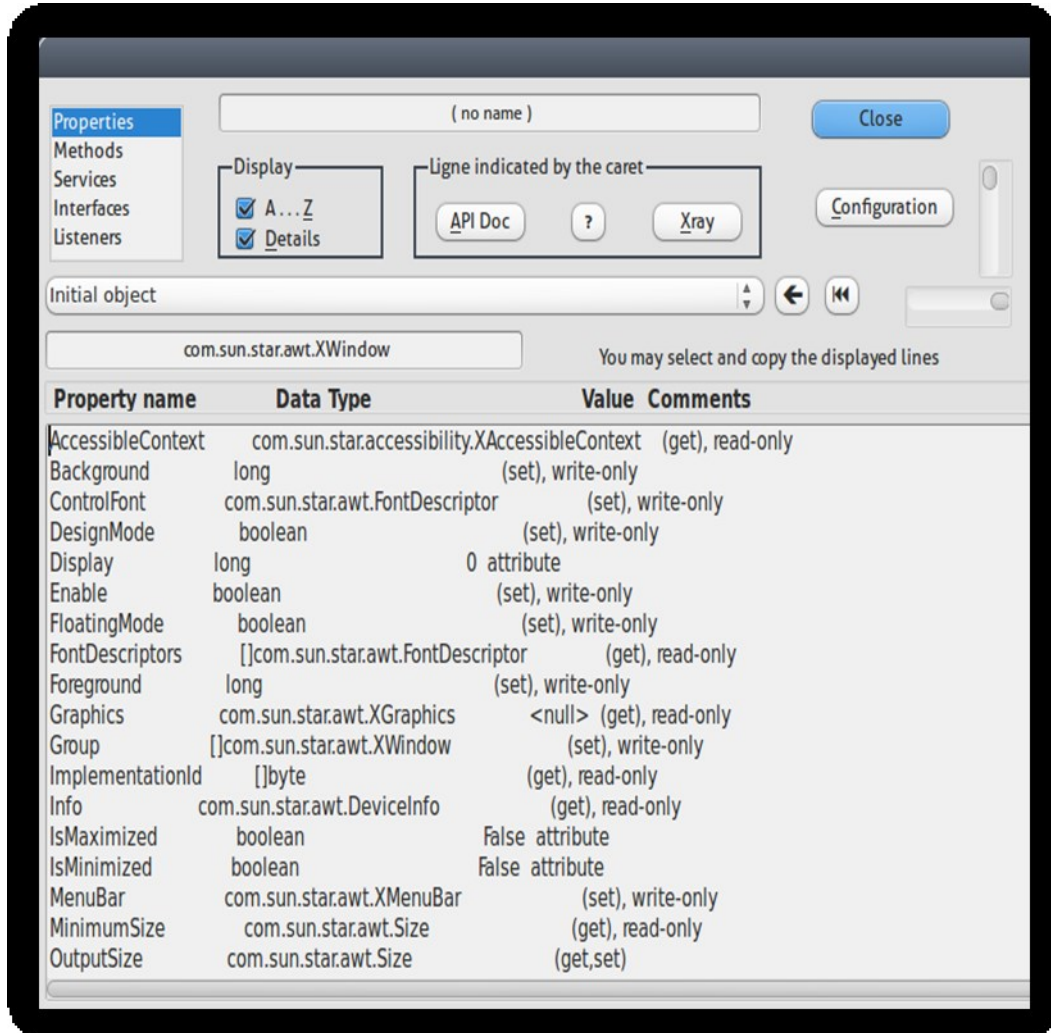 Properties
Methods
Services
Interfaces
Listeners
( no name )
Close
Display
A...Z
Details
Ligne indicated by the caret
API Doc
?
Xray
Configuration
Initial object
com.sun.star.awt.XWindow
You may select and copy the displayed lines
Property name Data Type Value Comments
AccessibleContext com.sun.star.accessibility.XAccessibleContext (get), read-only
Background long (set), write-only
ControlFont com.sun.star.awt.FontDescriptor (set), write-only
DesignMode boolean (set), write-only
Display long 0 attribute
Enable boolean (set), write-only
FloatingMode boolean (set), write-only
FontDescriptors []com.sun.star.awt.FontDescriptor (get), read-only
Foreground long (set), write-only
Graphics com.sun.star.awt.XGraphics <null> (get), read-only
Group []com.sun.star.awt.XWindow (set), write-only
ImplementationId []byte (get), read-only
Info com.sun.star.awt.DeviceInfo (get), read-only
IsMaximized boolean False attribute
IsMinimized boolean False attribute
MenuBar com.sun.star.awt.XMenuBar (set), write-only
MinimumSize com.sun.star.awt.Size (get), read-only
OutputSize com.sun.star.awt.Size (get,set)